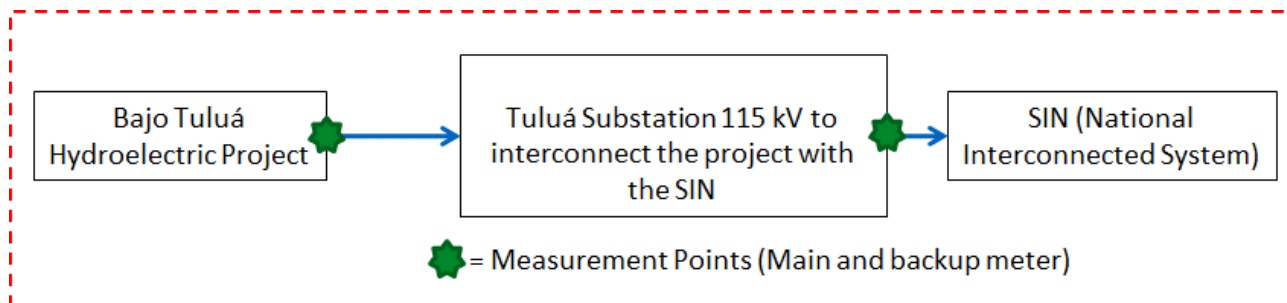 Bajo Tuluá
Hydroelectric Project
Tuluá Substation 115 kV to
interconnect the project with
the SIN
SIN (National
Interconnected System)
= Measurement Points (Main and backup meter)